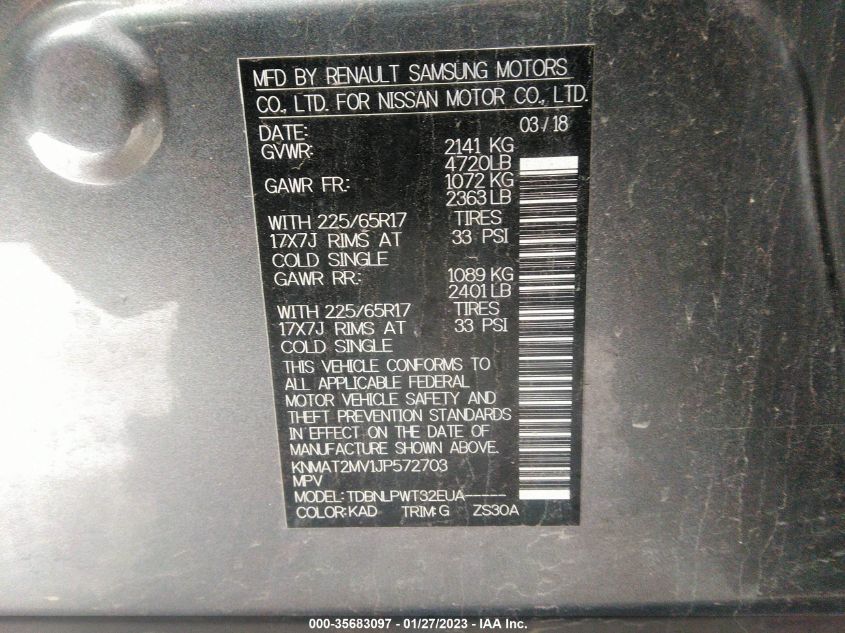 MFD BY RENAULT SAMSUNG MOTORS
CO., LTD. FOR NISSAN MOTOR CO., LTD.
DATE: 03/18
GVWR: 2141 KG
4720LB
GAWR FR: 1072 KG
2363LB
WITH 225/65R17 TIRES
17X7J RIMS AT 33 PSI
COLD SINGLE
GAWR RR: 1089 KG
2401LB
WITH 225/65R17 TIRES
17X7J RIMS AT 33 PSI
COLD SINGLE
THIS VEHICLE CONFORMS TO
ALL APPLICABLE FEDERAL
MOTOR VEHICLE SAFETY AND
THEFT PREVENTION STANDARDS
IN EFFECT ON THE DATE OF
MANUFACTURE SHOWN ABOVE.
KNMAT2MV1JP572703
MPV
MODEL: TDBNLPWT32EUA-----
COLOR: KAD TRIM: G ZS30A
000-35683097 - 01/27/2023 - IAA Inc.